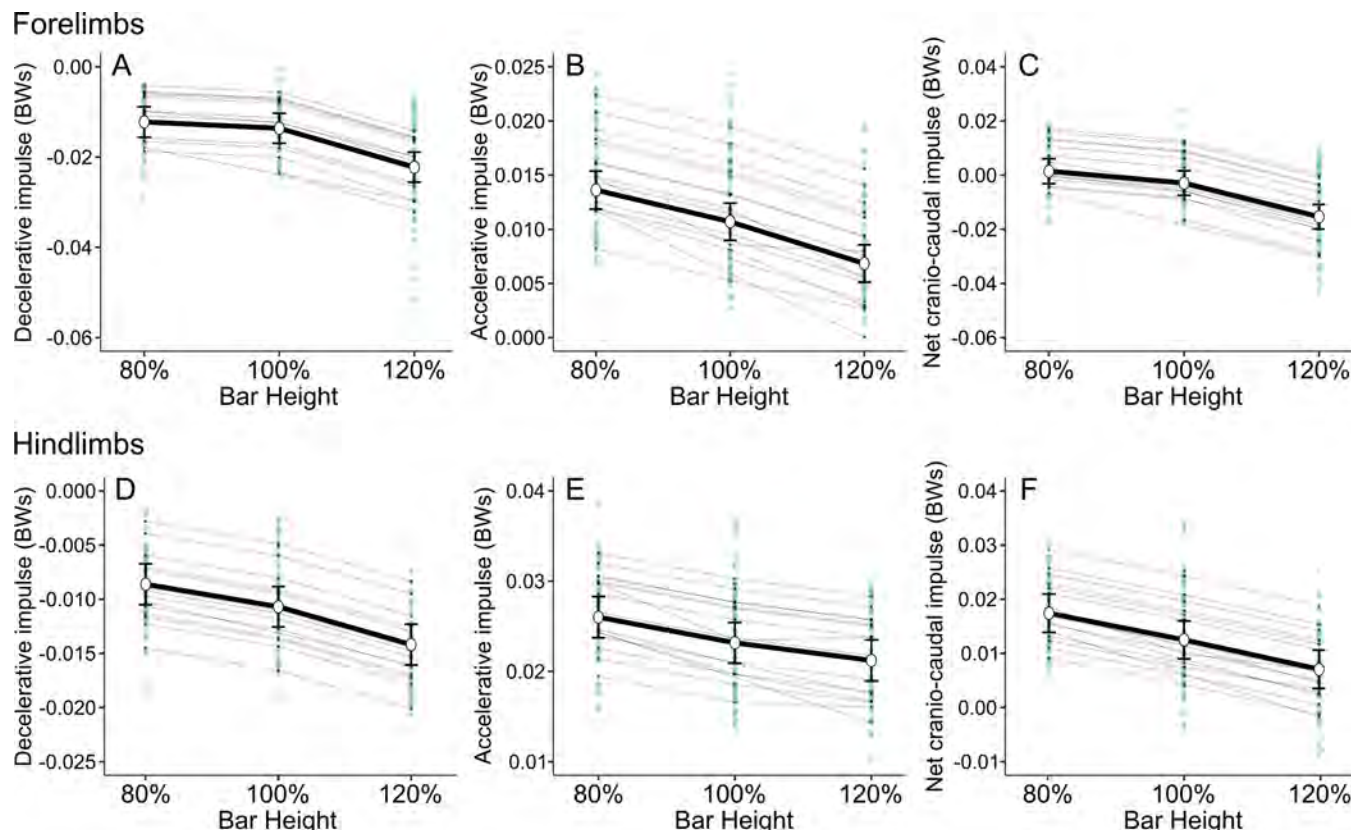 Forelimbs
A
Decelerative impulse (BWs)
0.00
-0.02
-0.04
-0.06
80%
100%
120%
Bar Height
B
Accelerative impulse (BWs)
0.025
0.020
0.015
0.010
0.005
0.000
80%
100%
120%
Bar Height
C
Net cranio-caudal impulse (BWs)
0.04
0.02
0.00
-0.02
-0.04
-0.06
80%
100%
120%
Bar Height
Hindlimbs
D
Decelerative impulse (BWs)
0.000
-0.005
-0.010
-0.015
-0.020
-0.025
80%
100%
120%
Bar Height
E
Accelerative impulse (BWs)
0.04
0.03
0.02
0.01
80%
100%
120%
Bar Height
F
Net cranio-caudal impulse (BWs)
0.04
0.03
0.02
0.01
0.00
-0.01
80%
100%
120%
Bar Height